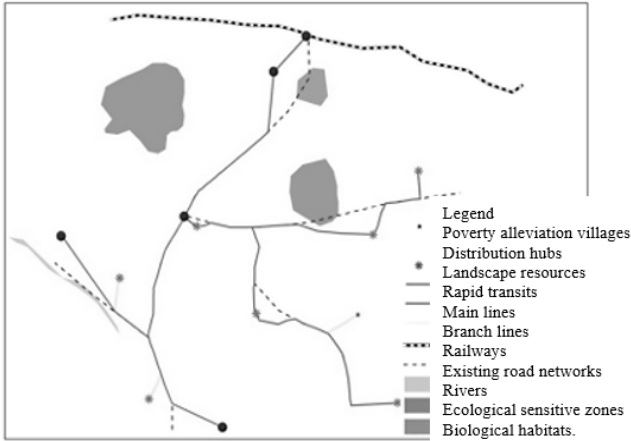 Legend
Poverty alleviation villages
Distribution hubs
Landscape resources
Rapid transits
Main lines
Branch lines
Railways
Existing road networks
Rivers
Ecological sensitive zones
Biological habitats.